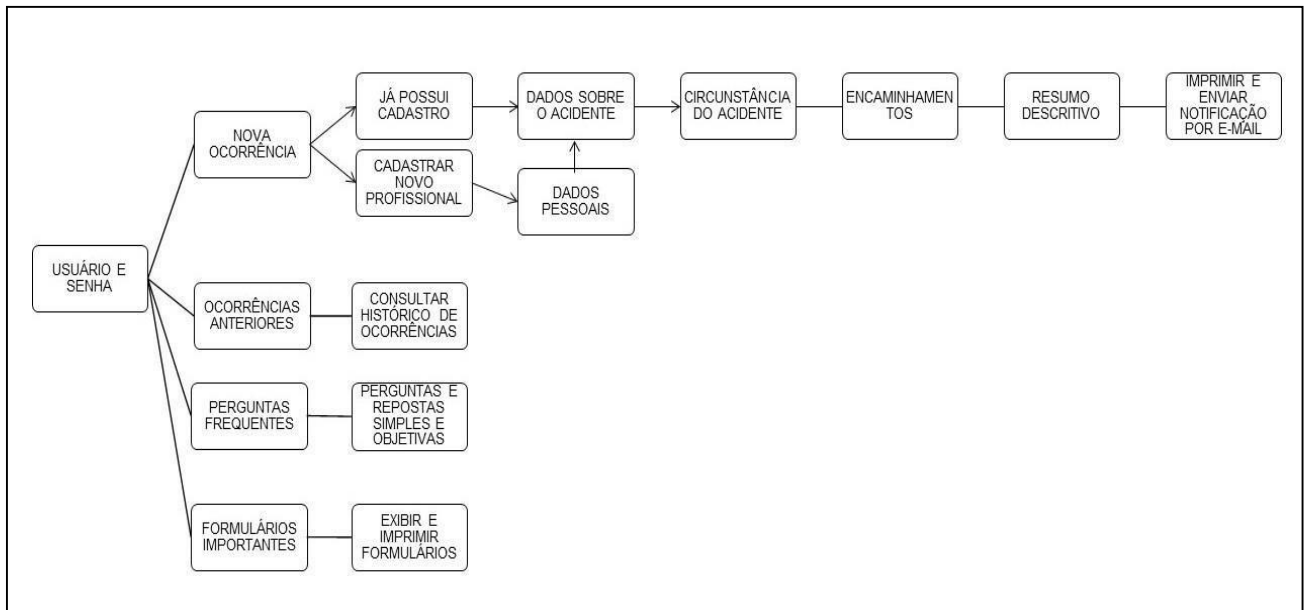 JÁ POSSUI
CADASTRO
DADOS SOBRE
O ACIDENTE
CIRCUNSTÂNCIA
DO ACIDENTE
ENCAMINHAMEN
TOS
RESUMO
DESCRITIVO
IMPRIMIR E
ENVIAR
NOTIFICAÇÃO
POR E-MAIL
NOVA
OCORRÊNCIA
CADASTRAR
NOVO
PROFISSIONAL
DADOS
PESSOAIS
USUÁRIO E
SENHA
OCORRÊNCIAS
ANTERIORES
CONSULTAR
HISTÓRICO DE
OCORRÊNCIAS
PERGUNTAS
FREQUENTES
PERGUNTAS E
REPOSTAS
SIMPLES E
OBJETIVAS
FORMULÁRIOS
IMPORTANTES
EXIBIR E
IMPRIMIR
FORMULÁRIOS